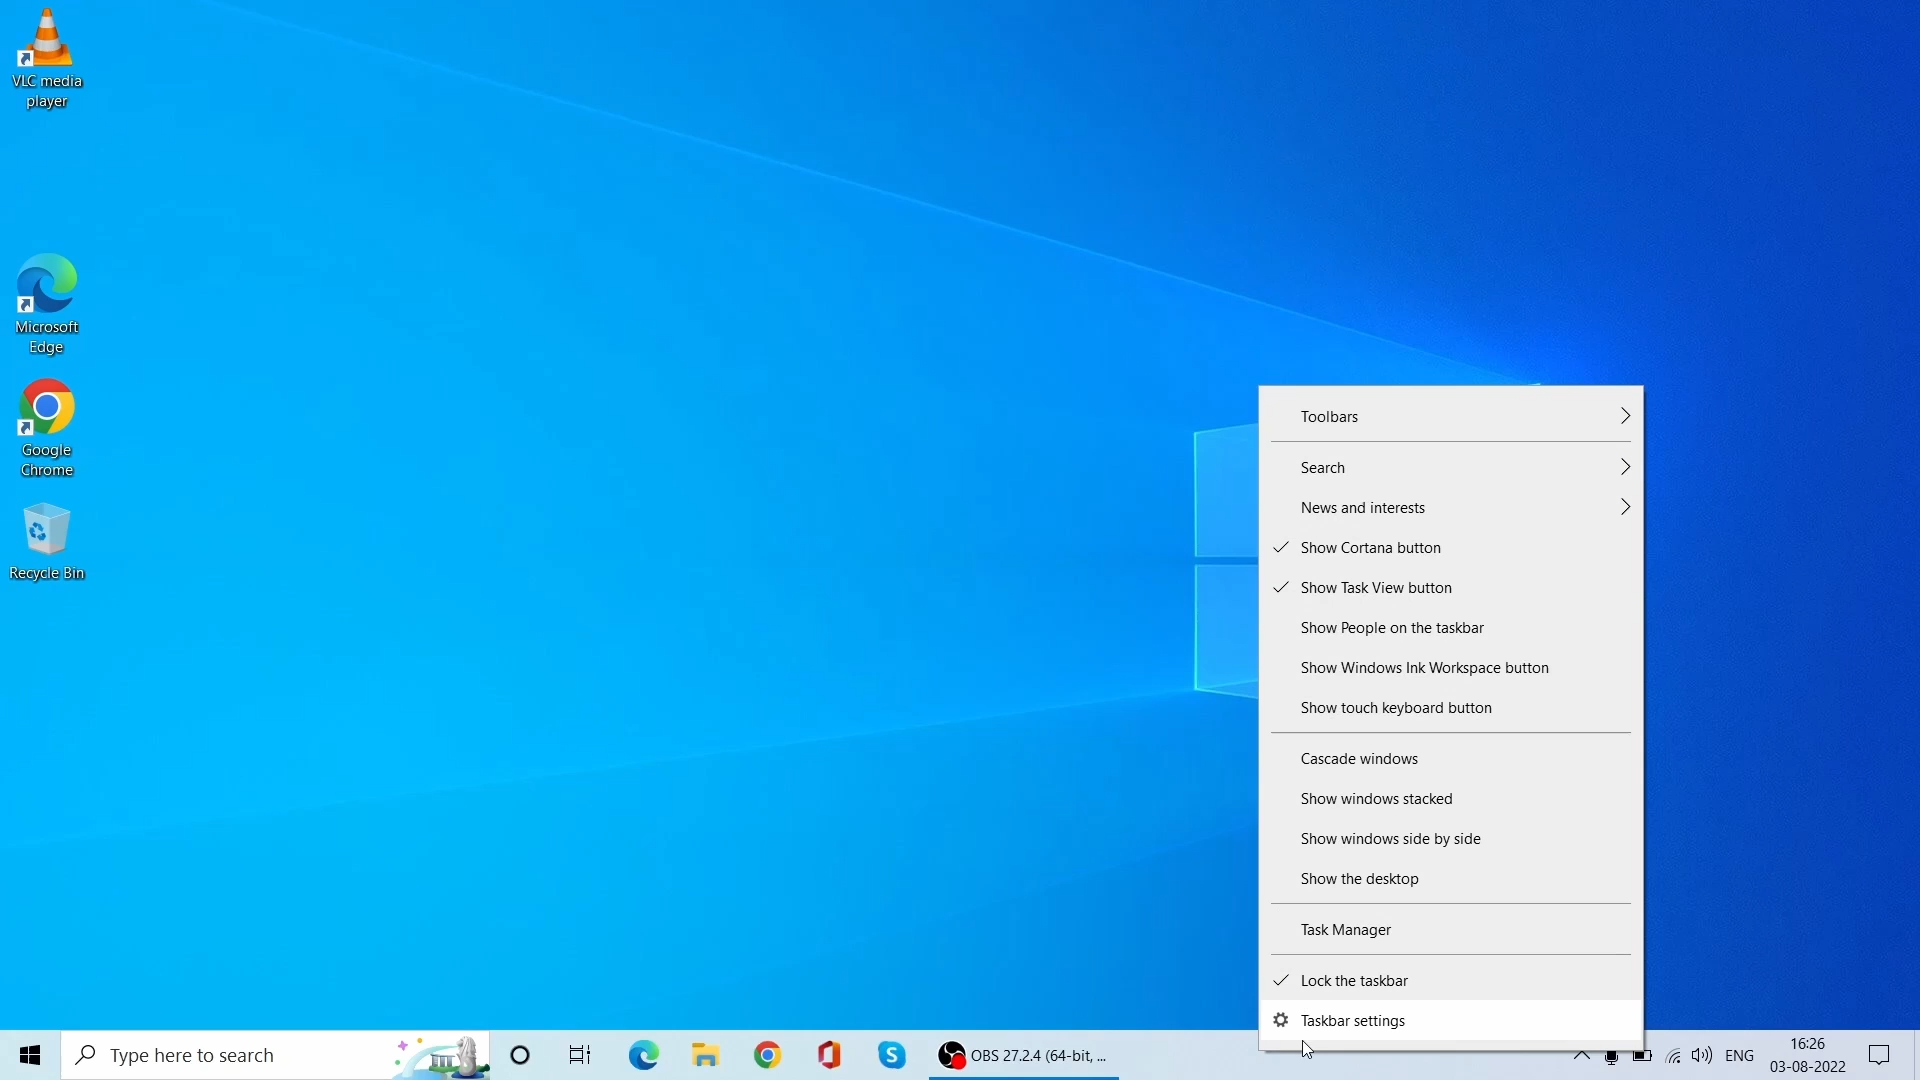 VLC media
player
Microsoft
Edge
Google
Chrome
Recycle Bin
Toolbars
Search
News and interests
Show Cortana button
Show Task View button
Show People on the taskbar
Show Windows Ink Workspace button
Show touch keyboard button
Cascade windows
Show windows stacked
Show windows side by side
Show the desktop
Task Manager
Lock the taskbar
Taskbar settings
Type here to search
OBS 27.2.4 (64-bit, ...
ENG
16:26
03-08-2022